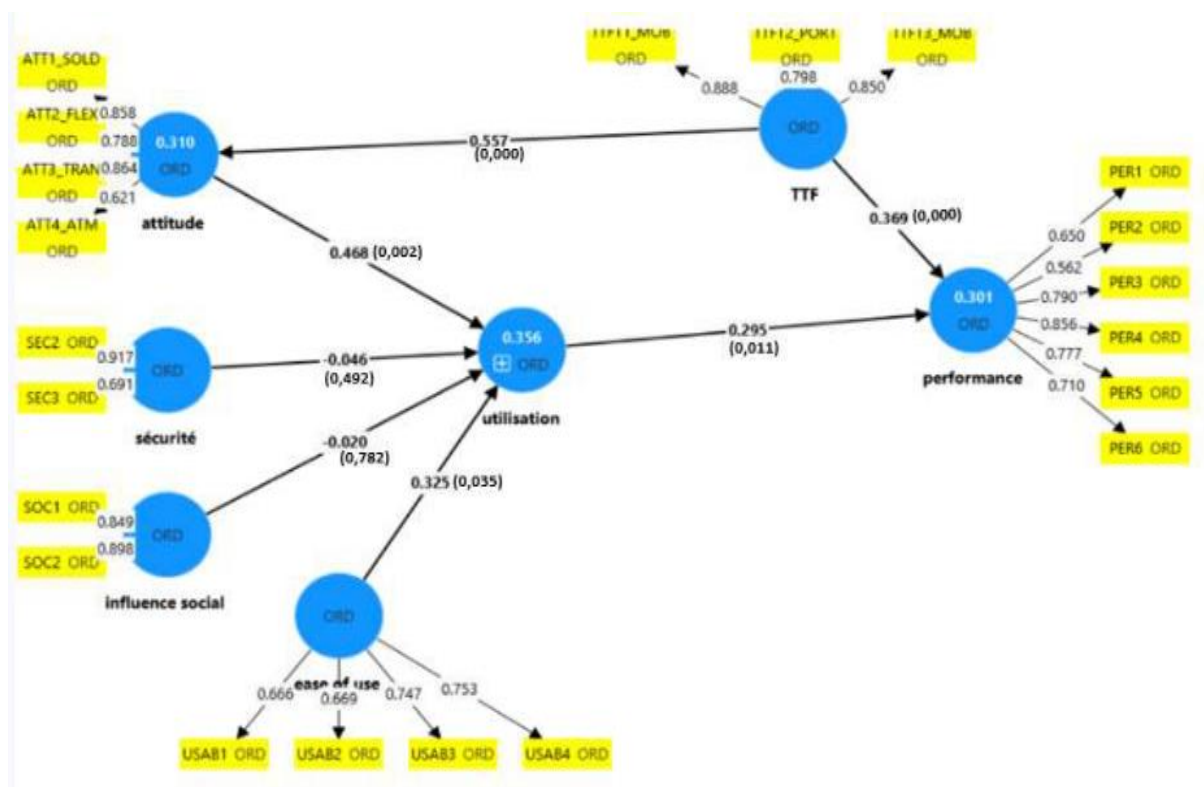 ATT1_SOLD
ORD
0.858
ATT2_FLEX
ORD
0.788
ATT3_TRAN
ORD
0.864
0.621
ATT4_ATM
ORD
0.310
ORD
attitude
0.557
(0,000)
TTF11_MOB
ORD
TTF12_PORT
ORD
TTF13_MOB
ORD
0.888
0.798
0.850
ORD
TTF
0.369 (0,000)
0.468 (0,002)
PER1 ORD
PER2 ORD
PER3 ORD
PER4 ORD
PER5 ORD
PER6 ORD
0.650
0.562
0.790
0.856
0.777
0.710
0.301
ORD
performance
SEC2 ORD
0.917
0.691
SEC3 ORD
ORD
sécurité
-0.046
(0,492)
0.356
ORD
utilisation
0.295
(0,011)
SOC1 ORD
0.849
0.898
SOC2 ORD
ORD
influence social
-0.020
(0,782)
0.325 (0,035)
ORD
ease of use
0.666
0.669
0.747
0.753
USAB1 ORD
USAB2 ORD
USAB3 ORD
USAB4 ORD